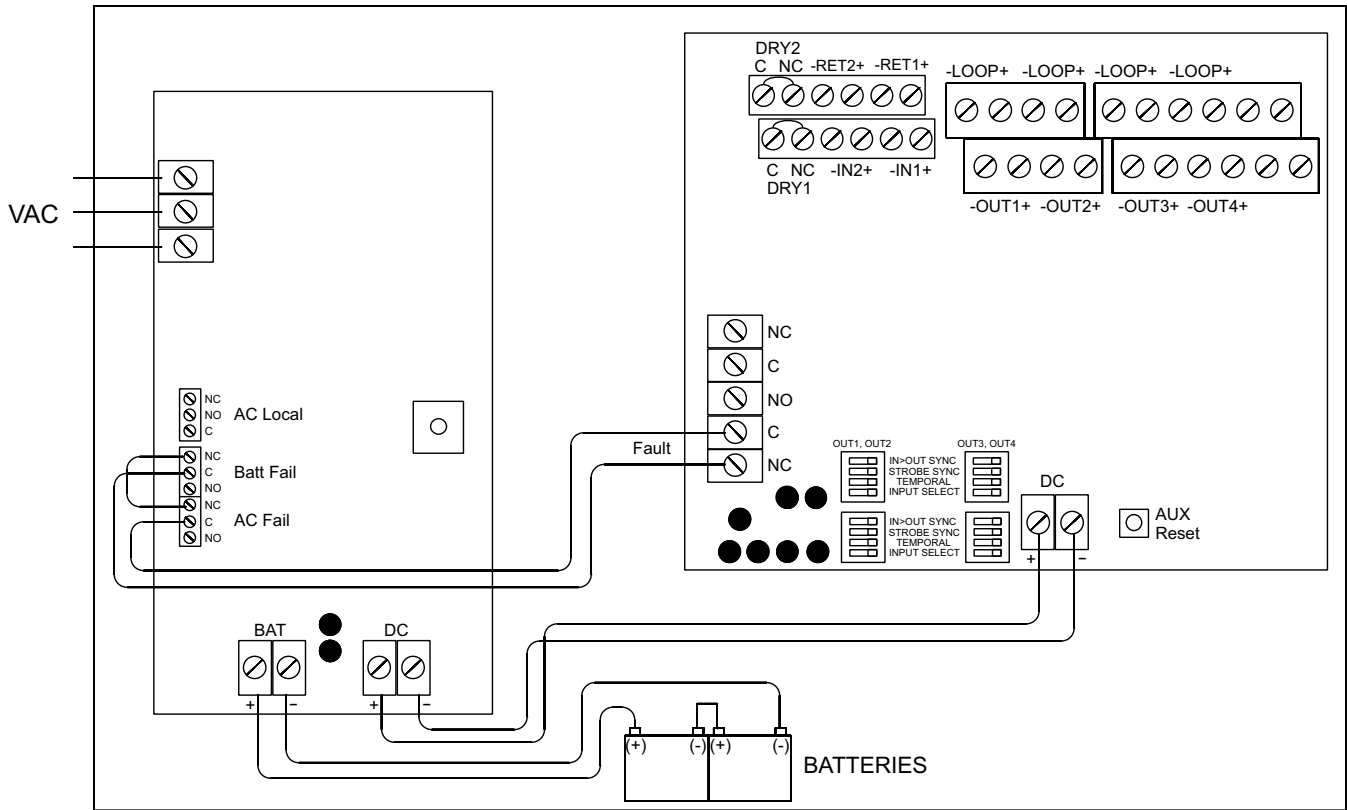 DRY2
C NC -RET2+ -RET1+
-LOOP+ -LOOP+ -LOOP+ -LOOP+
C NC -IN2+ -IN1+
DRY1
-OUT1+ -OUT2+ -OUT3+ -OUT4+
VAC
NC
C
NO
C
NC
Fault
NC
NO
C
AC Local
NC
C
NO
Batt Fail
NC
C
NO
AC Fail
OUT1, OUT2
OUT3, OUT4
IN>OUT SYNC
STROBE SYNC
TEMPORAL
INPUT SELECT
IN>OUT SYNC
STROBE SYNC
TEMPORAL
INPUT SELECT
DC
+ −
AUX
Reset
BAT
+ −
DC
+ −
(+) (-) (+) (-)
BATTERIES